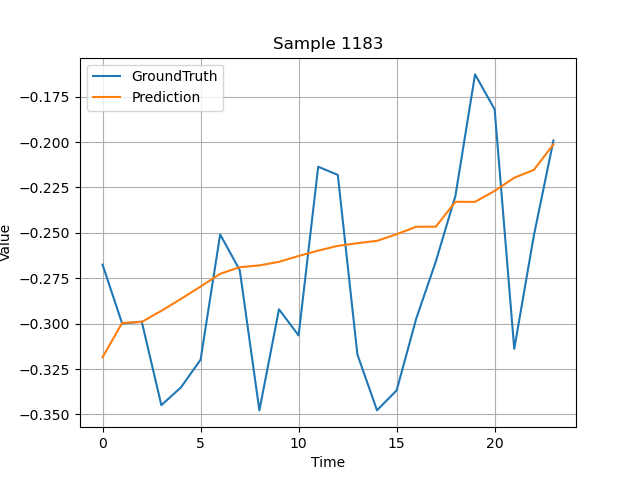 Sample 1183
GroundTruth
Prediction
−0.175
−0.200
−0.225
−0.250
−0.275
−0.300
−0.325
−0.350
Value
0 5 10 15 20
Time